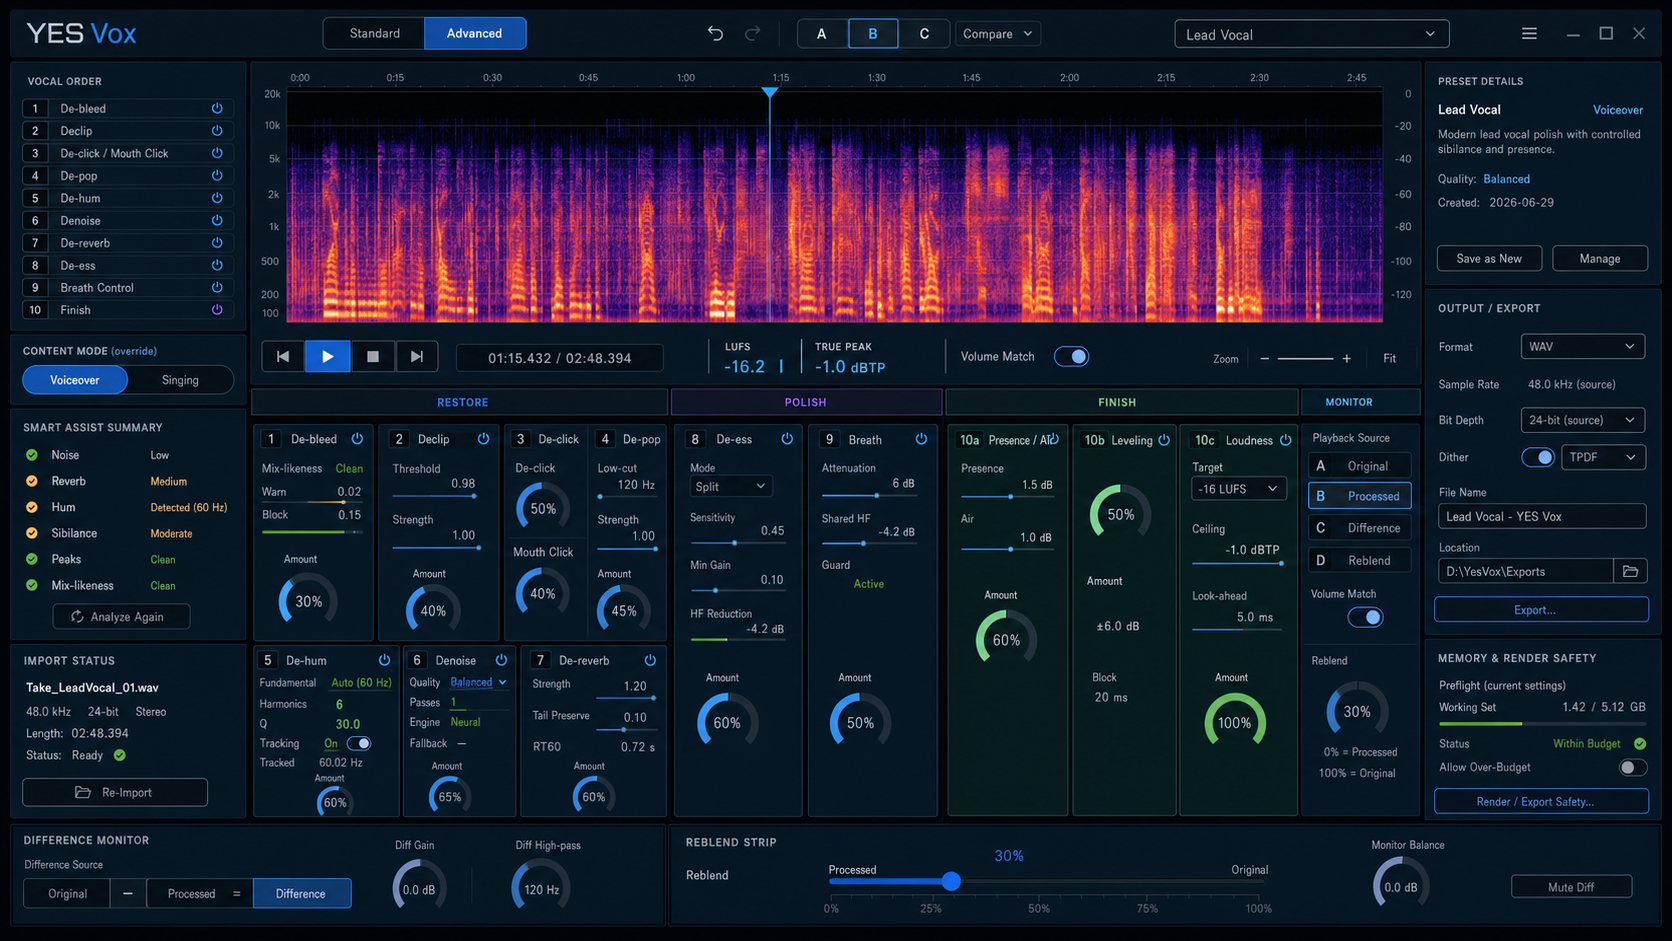 YES Vox
Standard
Advanced
A
B
C
Compare
Lead Vocal
VOCAL ORDER
1 De-bleed
2 Declip
3 De-click / Mouth Click
4 De-pop
5 De-hum
6 Denoise
7 De-reverb
8 De-ess
9 Breath Control
10 Finish
CONTENT MODE (override)
Voiceover
Singing
SMART ASSIST SUMMARY
Noise Low
Reverb Medium
Hum Detected (60 Hz)
Sibilance Moderate
Peaks Clean
Mix-likeness Clean
Analyze Again
IMPORT STATUS
Take_LeadVocal_01.wav
48.0 kHz 24-bit Stereo
Length: 02:48.394
Status: Ready
Re-Import
0:00 0:15 0:30 0:45 1:00 1:15 1:30 1:45 2:00 2:15 2:30 2:45
20k
10k
5k
2k
1k
500
200
100
0
-20
-40
-60
-80
-100
-120
01:15.432 / 02:48.394
LUFS
-16.2 I
TRUE PEAK
-1.0 dBTP
Volume Match
Zoom
Fit
RESTORE
POLISH
FINISH
MONITOR
1 De-bleed
Mix-likeness Clean
Warn 0.02
Block 0.15
Amount
30%
2 Declip
Threshold
0.98
Strength
1.00
Amount
40%
3 De-click
De-click
50%
Mouth Click
40%
4 De-pop
Low-cut
120 Hz
Strength
1.00
Amount
45%
5 De-hum
Fundamental Auto (60 Hz)
Harmonics 6
Q 30.0
Tracking On
Tracked 60.02 Hz
Amount
60%
6 Denoise
Quality Balanced
Passes 1
Engine Neural
Fallback —
Amount
65%
7 De-reverb
Strength 1.20
Tail Preserve 0.10
RT60 0.72 s
Amount
60%
8 De-ess
Mode
Split
Sensitivity
0.45
Min Gain
0.10
HF Reduction
-4.2 dB
Amount
60%
9 Breath
Attenuation
6 dB
Shared HF
-4.2 dB
Guard
Active
Amount
50%
10a Presence / Ai
Presence
1.5 dB
Air
1.0 dB
Amount
60%
10b Leveling
50%
Amount
±6.0 dB
Block
20 ms
10c Loudness
Target
-16 LUFS
Ceiling
-1.0 dBTP
Look-ahead
5.0 ms
Amount
100%
Playback Source
A Original
B Processed
C Difference
D Reblend
Volume Match
Reblend
30%
0% = Processed
100% = Original
PRESET DETAILS
Lead Vocal Voiceover
Modern lead vocal polish with controlled
sibilance and presence.
Quality: Balanced
Created: 2026-06-29
Save as New
Manage
OUTPUT / EXPORT
Format WAV
Sample Rate 48.0 kHz (source)
Bit Depth 24-bit (source)
Dither TPDF
File Name
Lead Vocal - YES Vox
Location
D:\YesVox\Exports
Export...
MEMORY & RENDER SAFETY
Preflight (current settings)
Working Set 1.42 / 5.12 GB
Status Within Budget
Allow Over-Budget
Render / Export Safety...
DIFFERENCE MONITOR
Difference Source
Original — Processed = Difference
Diff Gain
0.0 dB
Diff High-pass
120 Hz
REBLEND STRIP
Reblend
30%
Processed
Original
0% 25% 50% 75% 100%
Monitor Balance
0.0 dB
Mute Diff